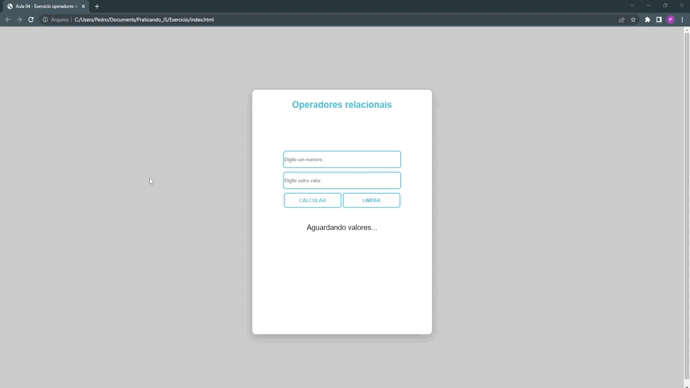 Aula 04 - Exercício operadores
Arquivo | C:/Users/Pedro/Documents/Praticando_JS/Exercicio/index.html
P
Operadores relacionais
Digite um numero
Digite outro valor
CALCULAR LIMPAR
Aguardando valores...